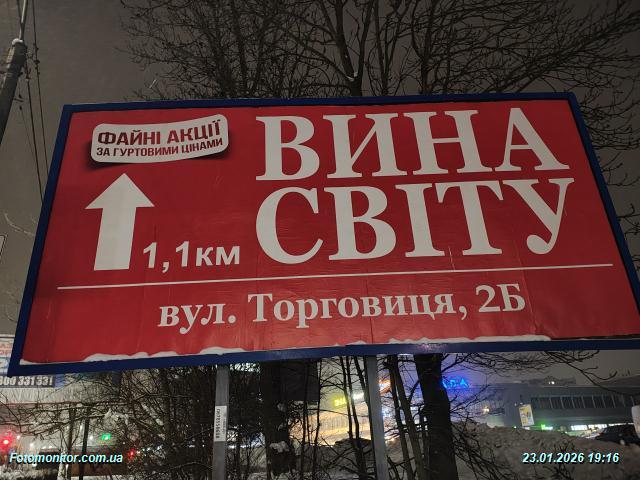 ФАЙНІ АКЦІЇ
ЗА ГУРТОВИМИ ЦІНАМИ
ВИНА
СВІТУ
1,1км
вул. Торговиця, 2Б
Fotomonitor.com.ua
23.01.2026 19:16